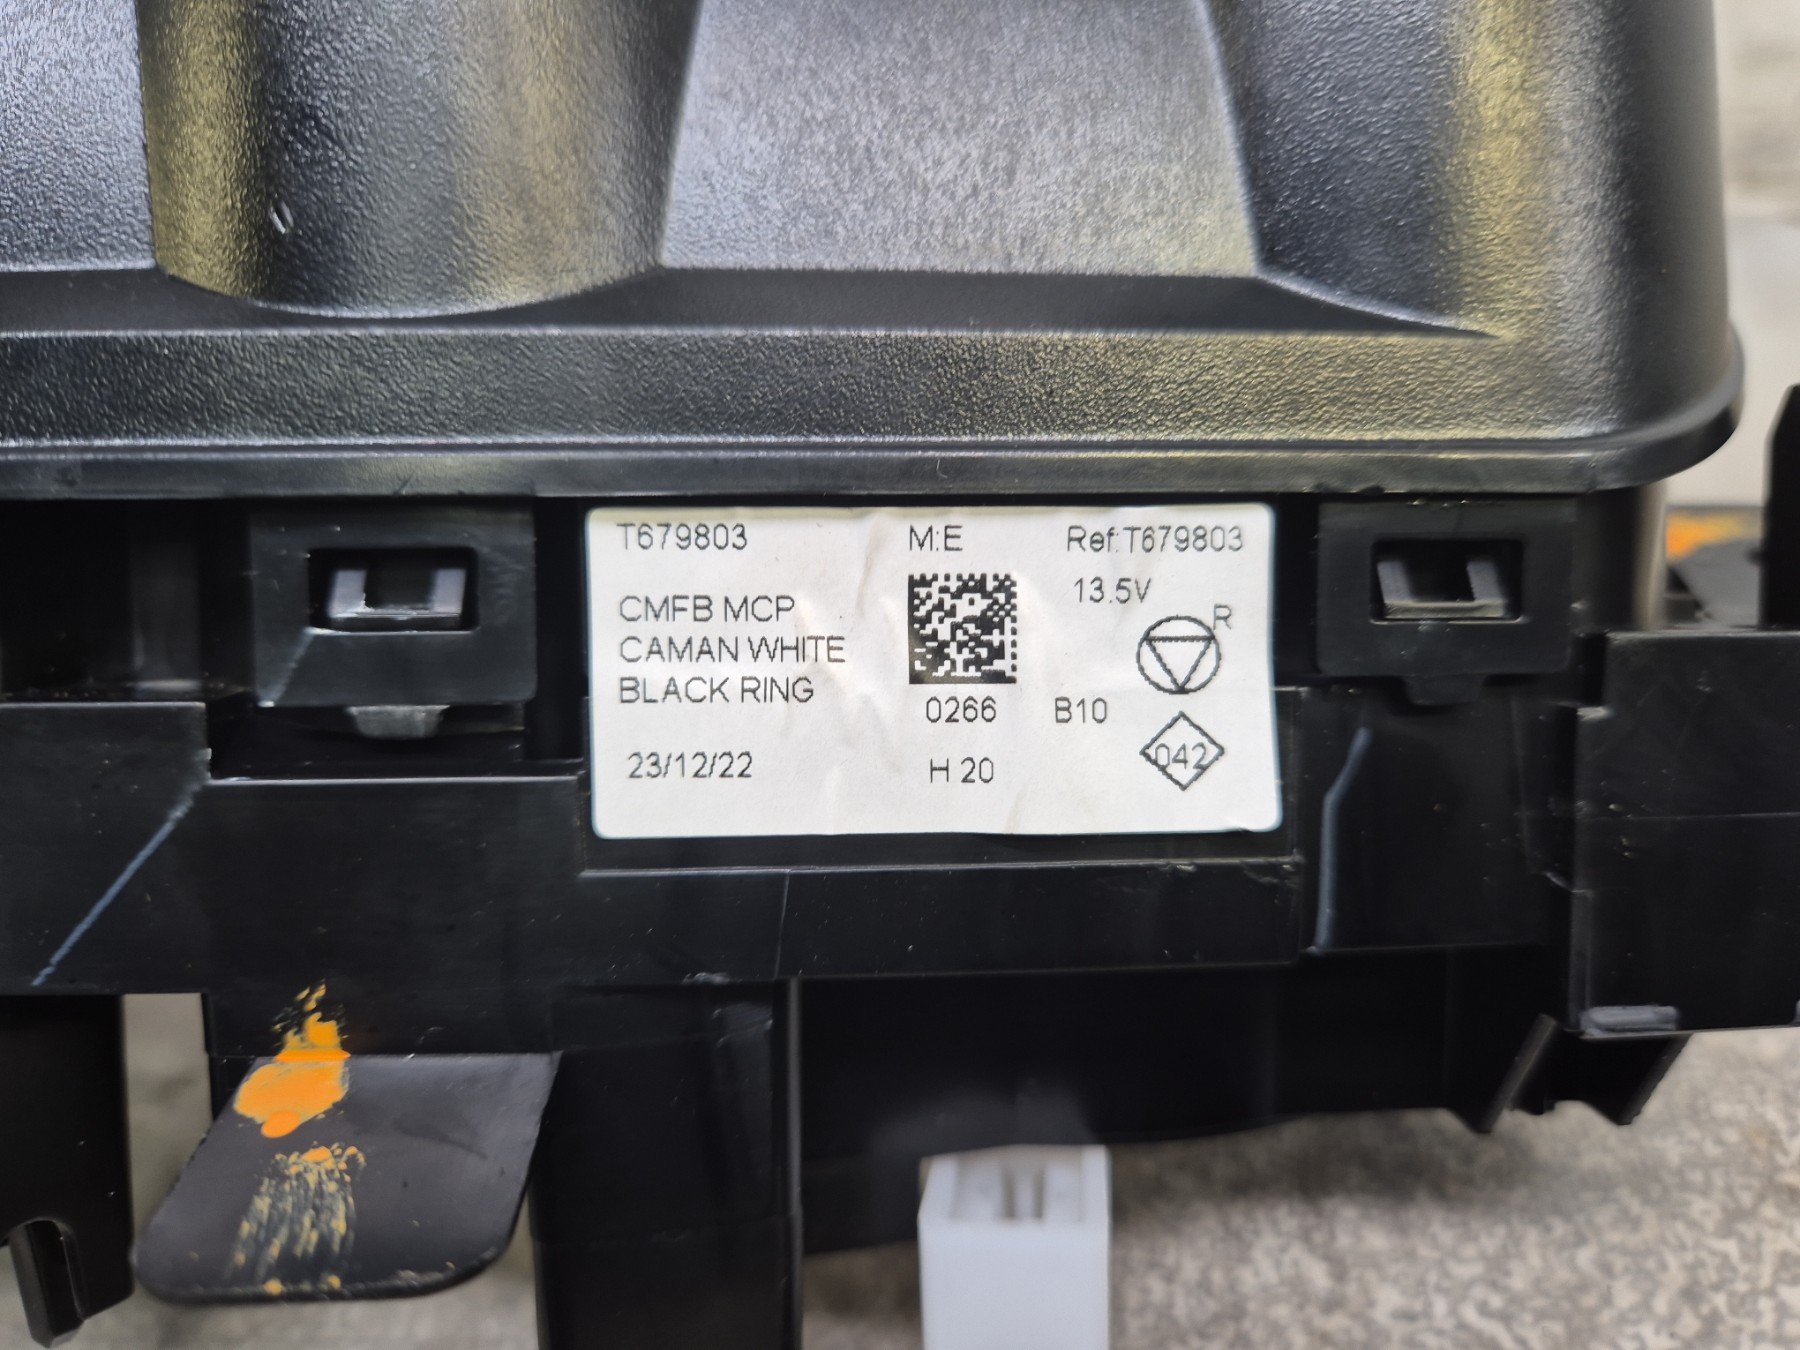 T679803 M:E Ref:T679803
13.5V
CMFB MCP
R
CAMAN WHITE
BLACK RING
0266 B10
23/12/22 H 20 042